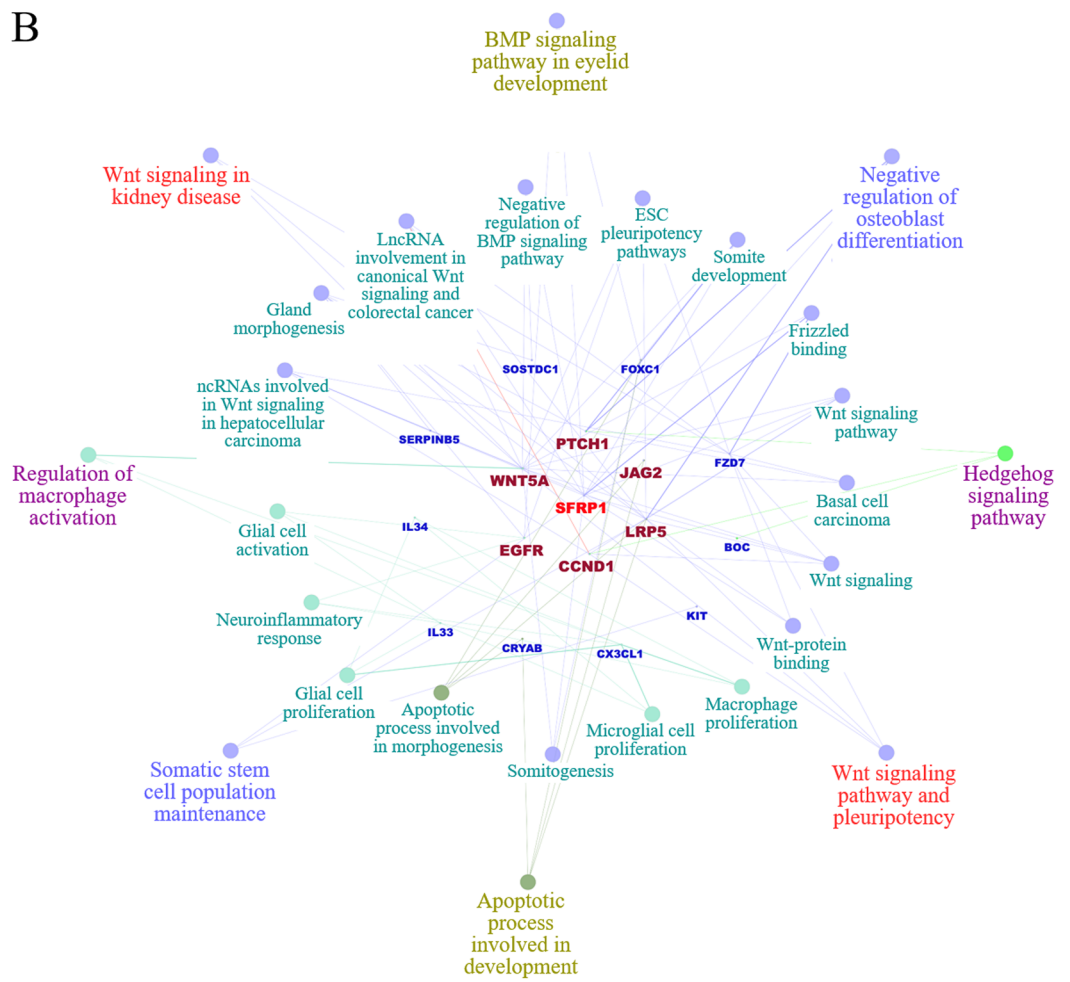 B
BMP signaling
pathway in eyelid
development
Wnt signaling in
kidney disease
Negative
regulation of
osteoblast
differentiation
Negative
regulation of
BMP signaling
pathway
ESC
pleuripotency
pathways
LncRNA
involvement in
canonical Wnt
signaling and
colorectal cancer
Somite
development
Gland
morphogenesis
Frizzled
binding
SOSTDC1
FOXC1
ncRNAs involved
in Wnt signaling
in hepatocellular
carcinoma
Wnt signaling
pathway
SERPINB5
PTCH1
FZD7
JAG2
WNT5A
SFRP1
Regulation of
macrophage
activation
Hedgehog
signaling
pathway
Basal cell
carcinoma
Glial cell
activation
IL34
LRP5
EGFR
BOC
CCND1
Wnt signaling
Neuroinflammatory
response
KIT
IL33
CRYAB
CX3CL1
Wnt-protein
binding
Glial cell
proliferation
Apoptotic
process involved
in morphogenesis
Microglial cell
proliferation
Macrophage
proliferation
Somitogenesis
Somatic stem
cell population
maintenance
Wnt signaling
pathway and
pleuripotency
Apoptotic
process
involved in
development